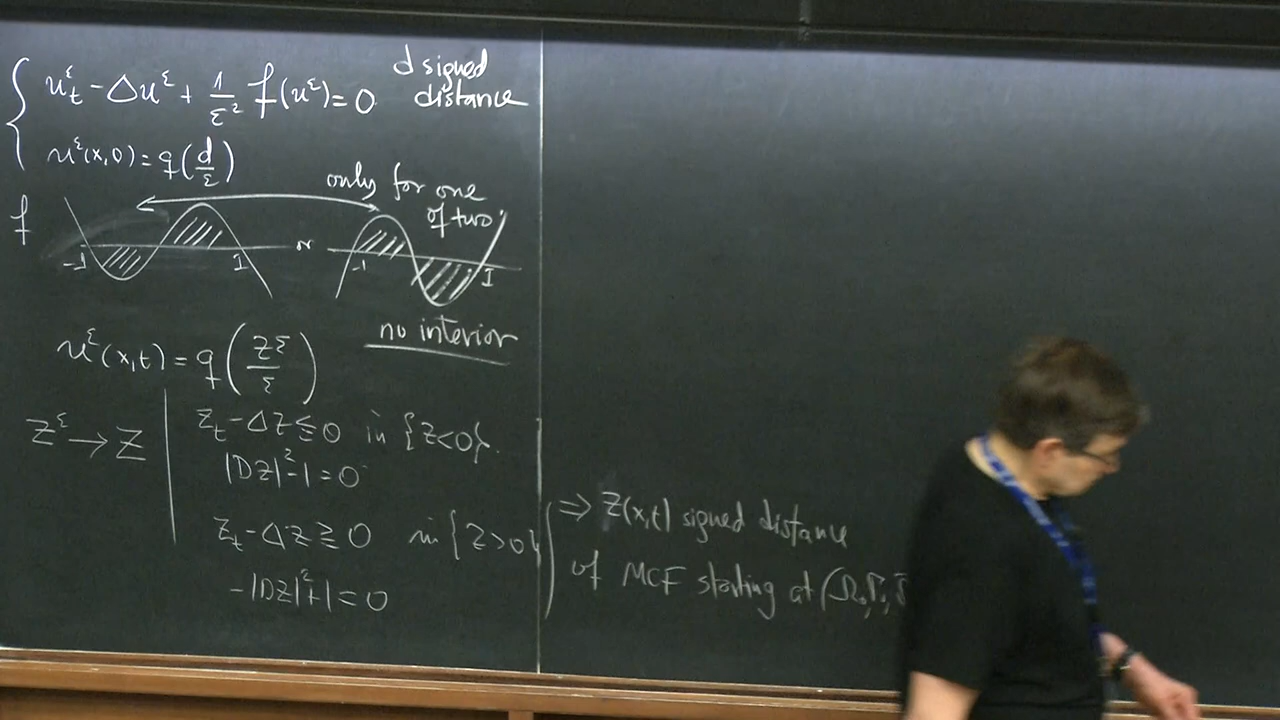 u^ε_t - Δu^ε + 1/ε² f(u^ε) = 0
d signed
distance
u^ε(x,0) = q(d/ε)
f
only for one
of two
-1
1
or
-1
1
no interior
u^ε(x,t) = q(z^ε/ε)
z^ε → z
z_t - Δz ≤ 0 in {z<0}.
|Dz|² - 1 = 0
z_t - Δz ≥ 0 in {z>0}
-|Dz|² + 1 = 0
⇒ z(x,t) signed distance
of MCF starting at (Ω₀, Γ₀,